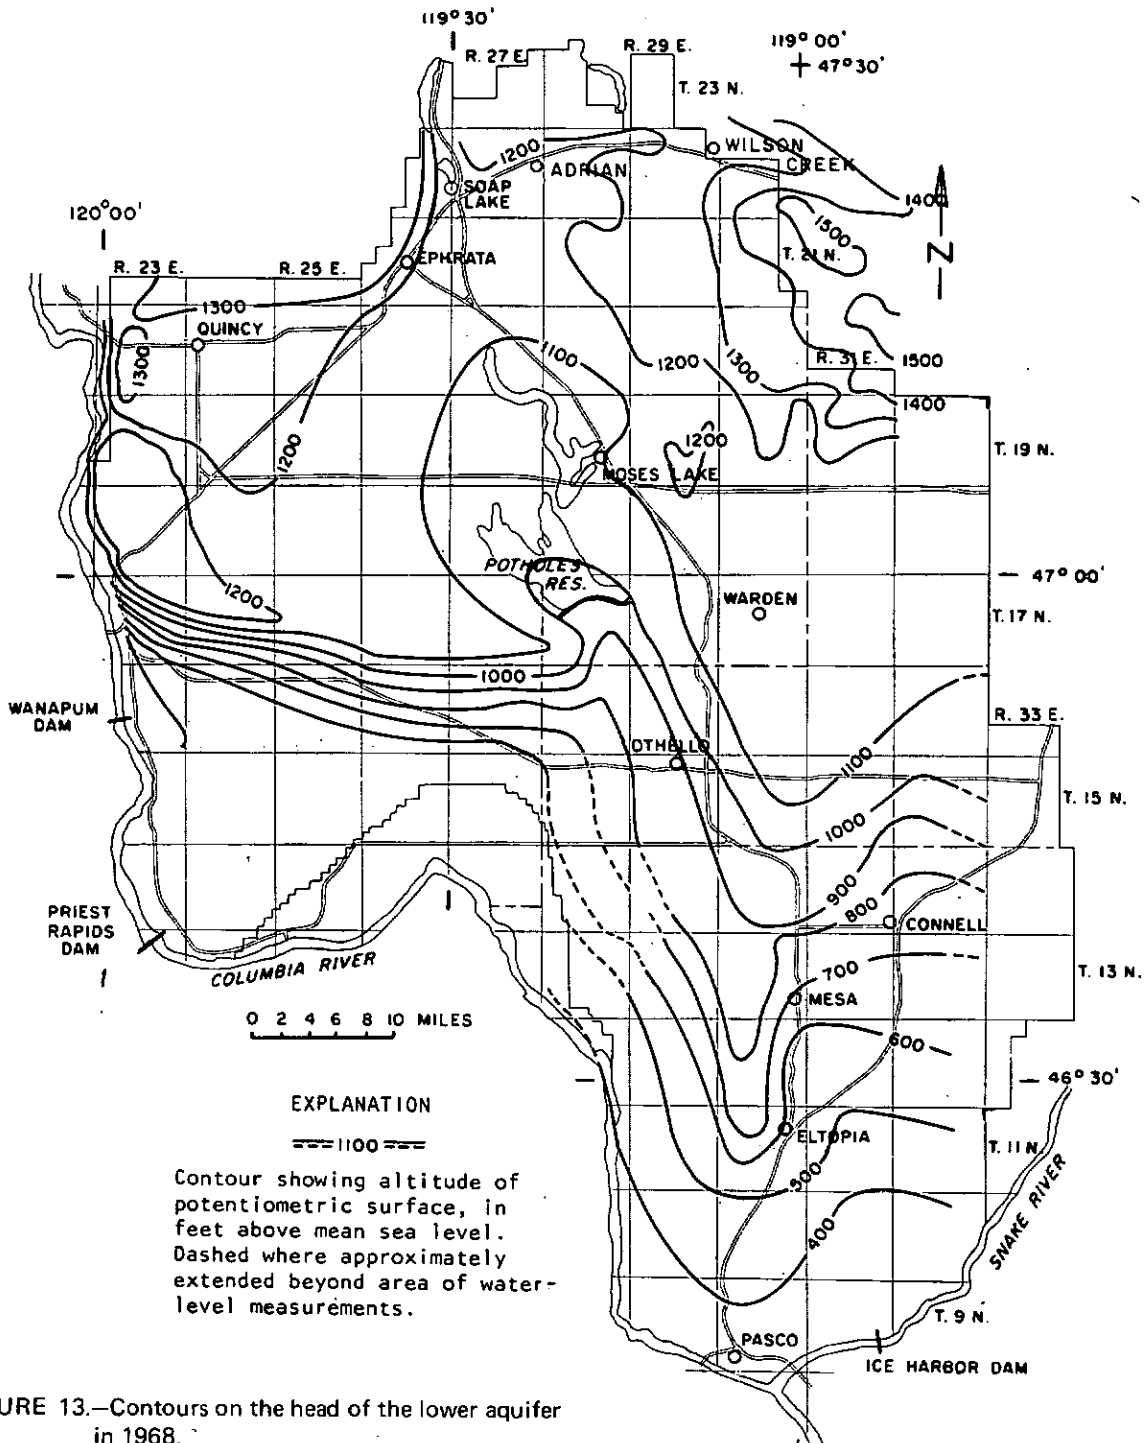 119° 30'
119° 00'
47° 30'
R. 27 E.
R. 29 E.
T. 23 N.
1200
WILSON
CREEK
ADRIAN
SOAP
LAKE
1400
120° 00'
1500
T. 21 N.
N
EPHRATA
R. 23 E.
R. 25 E.
1300
QUINCY
1300
1100
1200
1300
R. 31 E.
1500
1400
1200
1200
MOSES LAKE
T. 19 N.
POTHOLES
RES.
47° 00'
1200
WARDEN
T. 17 N.
1000
WANAPUM
DAM
R. 33 E.
OTHELLO
1100
T. 15 N.
1000
900
800
PRIEST
RAPIDS
DAM
CONNELL
COLUMBIA RIVER
700
T. 13 N.
MESA
0 2 4 6 8 10 MILES
600
46° 30'
EXPLANATION
1100
ELTOPIA
T. 11 N.
Contour showing altitude of
potentiometric surface, in
feet above mean sea level.
Dashed where approximately
extended beyond area of water-
level measurements.
500
400
SNAKE RIVER
T. 9 N.
PASCO
ICE HARBOR DAM
URE 13.—Contours on the head of the lower aquifer
in 1968.